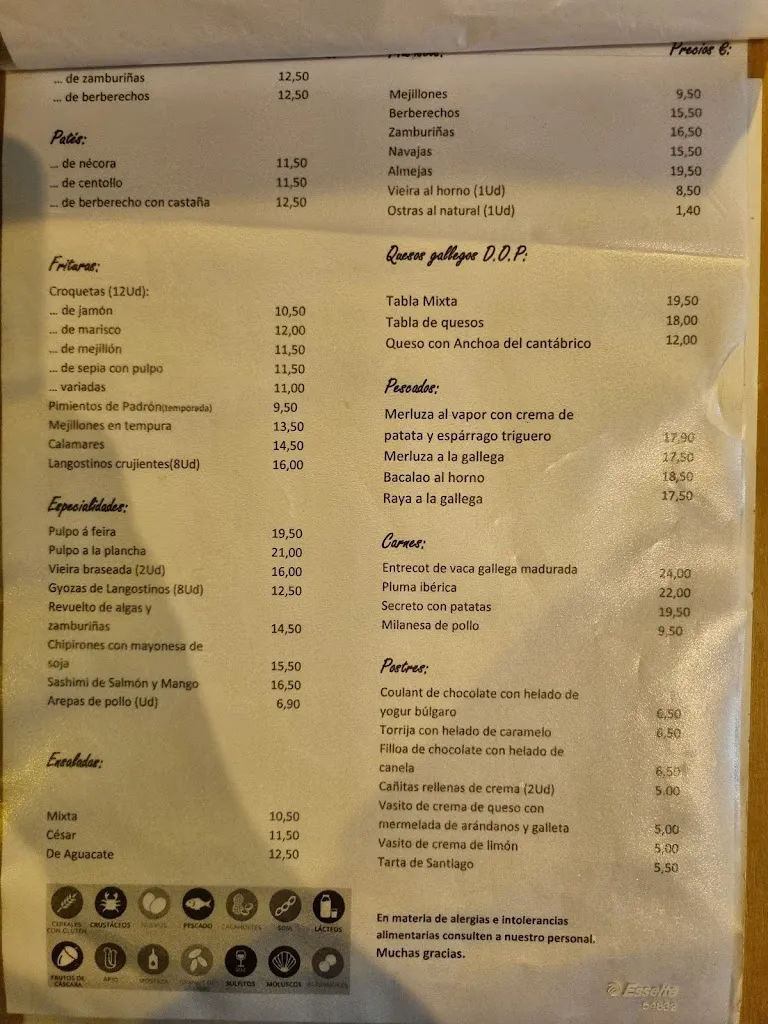 ... de zamburiñas 12,50
... de berberechos 12,50
Patés:
... de nécora 11,50
... de centollo 11,50
... de berberecho con castaña 12,50
Frituras:
Croquetas (12Ud):
... de jamón 10,50
... de marisco 12,00
... de mejillón 11,50
... de sepia con pulpo 11,50
... variadas 11,00
Pimientos de Padrón(temporada) 9,50
Mejillones en tempura 13,50
Calamares 14,50
Langostinos crujientes(8Ud) 16,00
Especialidades:
Pulpo á feira 19,50
Pulpo a la plancha 21,00
Vieira braseada (2Ud) 16,00
Gyozas de Langostinos (8Ud) 12,50
Revuelto de algas y
zamburiñas 14,50
Chipirones con mayonesa de
soja 15,50
Sashimi de Salmón y Mango 16,50
Arepas de pollo (Ud) 6,90
Ensaladas:
Mixta 10,50
César 11,50
De Aguacate 12,50
CEREALES CRUSTÁCEOS HUEVOS PESCADO CACAHUETES SOJA LÁCTEOS
CON GLUTEN
FRUTOS DE APIO MOSTAZA SULFITOS MOLUSCOS
CÁSCARA
Precios €:
Mejillones 9,50
Berberechos 15,50
Zamburiñas 16,50
Navajas 15,50
Almejas 19,50
Vieira al horno (1Ud) 8,50
Ostras al natural (1Ud) 1,40
Quesos gallegos D.O.P:
Tabla Mixta 19,50
Tabla de quesos 18,00
Queso con Anchoa del cantábrico 12,00
Pescados:
Merluza al vapor con crema de
patata y espárrago triguero 17,90
Merluza a la gallega 17,50
Bacalao al horno 18,50
Raya a la gallega 17,50
Carnes:
Entrecot de vaca gallega madurada 24,00
Pluma ibérica 22,00
Secreto con patatas 19,50
Milanesa de pollo 9,50
Postres:
Coulant de chocolate con helado de
yogur búlgaro 6,50
Torrija con helado de caramelo 6,50
Filloa de chocolate con helado de
canela 6,50
Cañitas rellenas de crema (2Ud) 5.00
Vasito de crema de queso con
mermelada de arándanos y galleta 5,00
Vasito de crema de limón 5,00
Tarta de Santiago 5,50
En materia de alergias e intolerancias
alimentarias consulten a nuestro personal.
Muchas gracias.
Esselte
54832